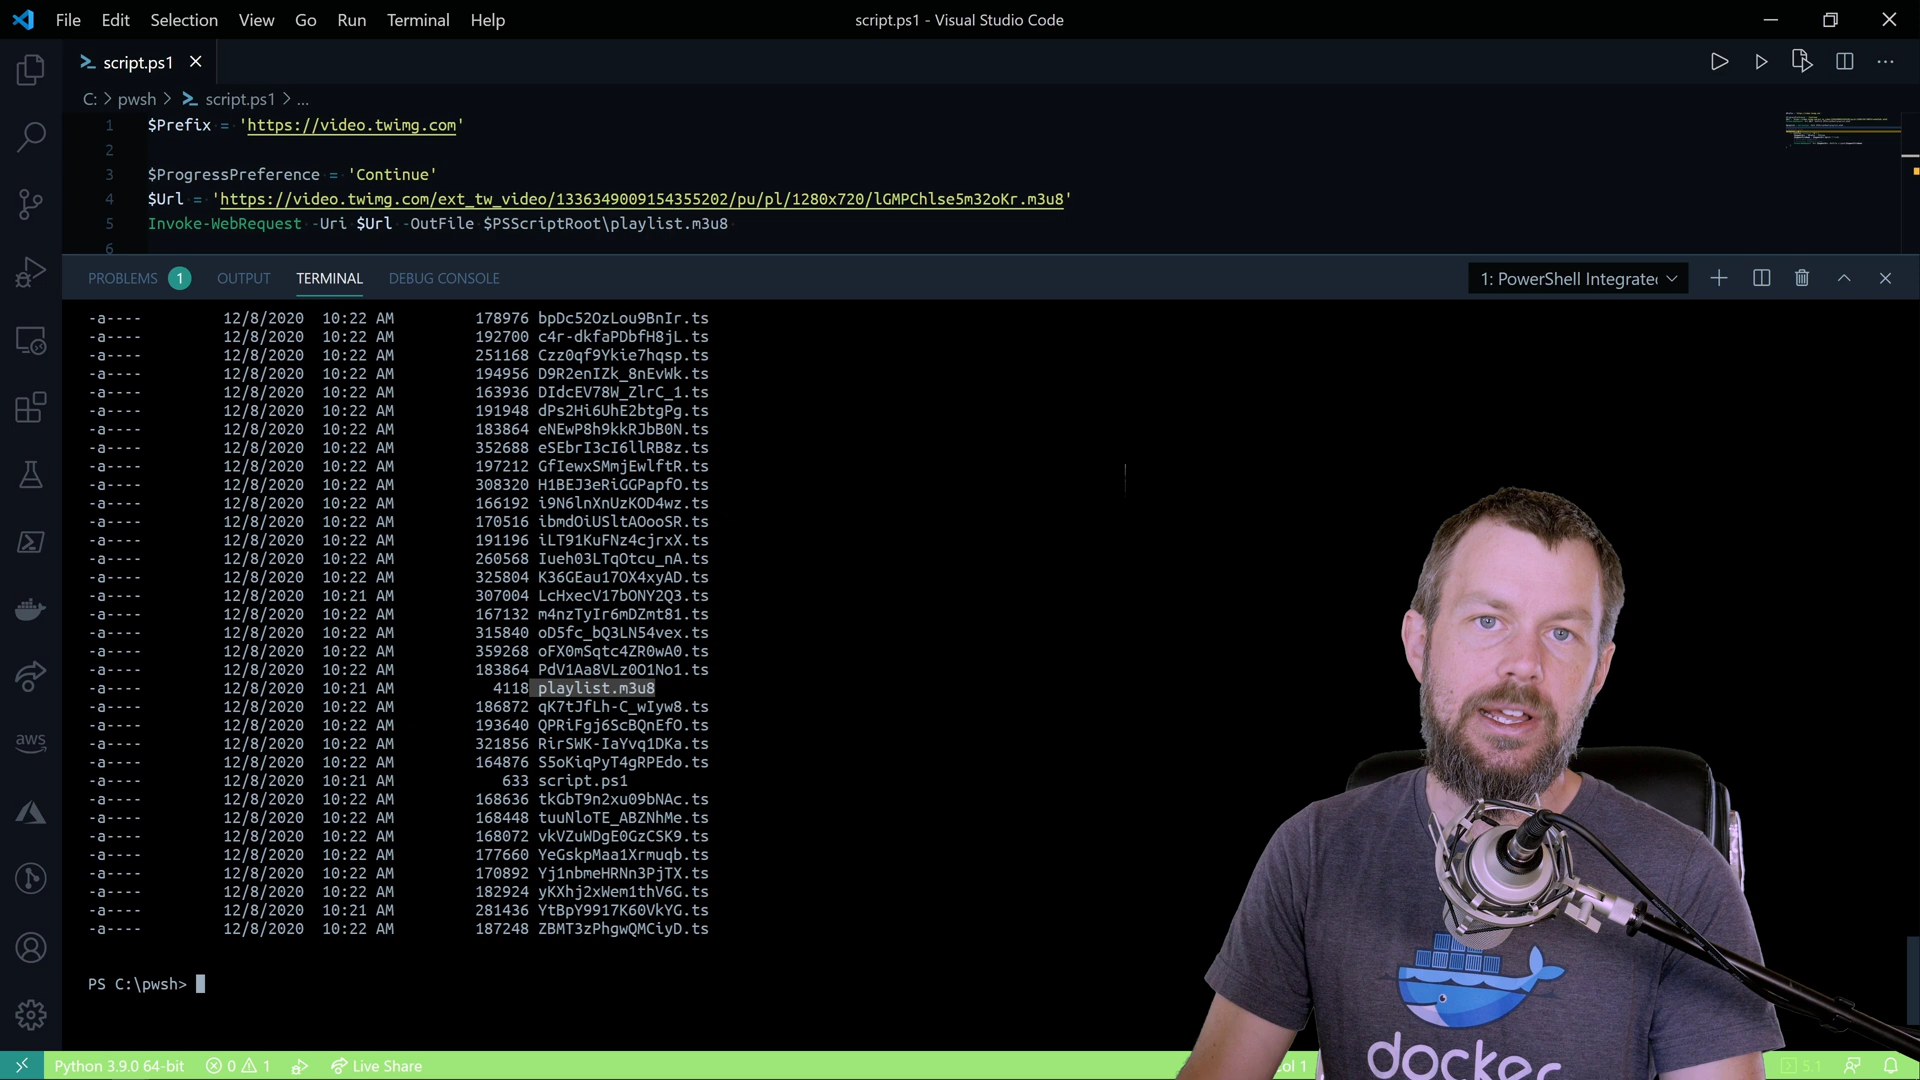 File Edit Selection View Go Run Terminal Help
script.ps1 - Visual Studio Code
script.ps1
C: > pwsh > script.ps1 > ...
1 $Prefix = 'https://video.twimg.com'
2
3 $ProgressPreference = 'Continue'
4 $Url = 'https://video.twimg.com/ext_tw_video/1336349009154355202/pu/pl/1280x720/lGMPChlse5m32oKr.m3u8'
5 Invoke-WebRequest -Uri $Url -OutFile $PSScriptRoot\playlist.m3u8
6
PROBLEMS 1 OUTPUT TERMINAL DEBUG CONSOLE
1: PowerShell Integrated
-a---- 12/8/2020 10:22 AM 178976 bpDc52OzLou9BnIr.ts
-a---- 12/8/2020 10:22 AM 192700 c4r-dkfaPDbfH8jL.ts
-a---- 12/8/2020 10:22 AM 251168 Czz0qf9Ykie7hqsp.ts
-a---- 12/8/2020 10:22 AM 194956 D9R2enIZk_8nEvWk.ts
-a---- 12/8/2020 10:22 AM 163936 DIdcEV78W_ZlrC_1.ts
-a---- 12/8/2020 10:22 AM 191948 dPs2Hi6UhE2btgPg.ts
-a---- 12/8/2020 10:22 AM 183864 eNEwP8h9kkRJbB0N.ts
-a---- 12/8/2020 10:22 AM 352688 eSEbrI3cI6llRB8z.ts
-a---- 12/8/2020 10:22 AM 197212 GfIewxSMmjEwlftR.ts
-a---- 12/8/2020 10:22 AM 308320 H1BEJ3eRiGGPapfO.ts
-a---- 12/8/2020 10:22 AM 166192 i9N6lnXnUzKOD4wz.ts
-a---- 12/8/2020 10:22 AM 170516 ibmdOiUSltAOooSR.ts
-a---- 12/8/2020 10:22 AM 191196 iLT91KuFNz4cjrxX.ts
-a---- 12/8/2020 10:22 AM 260568 Iueh03LTqOtcu_nA.ts
-a---- 12/8/2020 10:22 AM 325804 K36GEau17OX4xyAD.ts
-a---- 12/8/2020 10:21 AM 307004 LcHxecV17bONY2Q3.ts
-a---- 12/8/2020 10:22 AM 167132 m4nzTyIr6mDZmt81.ts
-a---- 12/8/2020 10:22 AM 315840 oD5fc_bQ3LN54vex.ts
-a---- 12/8/2020 10:22 AM 359268 oFX0mSqtc4ZR0wA0.ts
-a---- 12/8/2020 10:22 AM 183864 PdV1Aa8VLz0O1No1.ts
-a---- 12/8/2020 10:21 AM 4118 playlist.m3u8
-a---- 12/8/2020 10:22 AM 186872 qK7tJfLh-C_wIyw8.ts
-a---- 12/8/2020 10:22 AM 193640 QPRiFgj6ScBQnEfO.ts
-a---- 12/8/2020 10:22 AM 321856 RirSWK-IaYvq1DKa.ts
-a---- 12/8/2020 10:22 AM 164876 S5oKiqPyT4gRPEdo.ts
-a---- 12/8/2020 10:21 AM 633 script.ps1
-a---- 12/8/2020 10:22 AM 168636 tkGbT9n2xu09bNAc.ts
-a---- 12/8/2020 10:22 AM 168448 tuuNloTE_ABZNhMe.ts
-a---- 12/8/2020 10:22 AM 168072 vkVZuWDgE0GzCSK9.ts
-a---- 12/8/2020 10:22 AM 177660 YeGskpMaa1Xrmuqb.ts
-a---- 12/8/2020 10:22 AM 170892 Yj1nbmeHRNn3PjTX.ts
-a---- 12/8/2020 10:22 AM 182924 yKXhj2xWem1thV6G.ts
-a---- 12/8/2020 10:21 AM 281436 YtBpY9917K60VkYG.ts
-a---- 12/8/2020 10:22 AM 187248 ZBMT3zPhgwQMCiyD.ts
PS C:\pwsh>
aws
docker
Python 3.9.0 64-bit 0 1 Live Share
ol 1
5.1